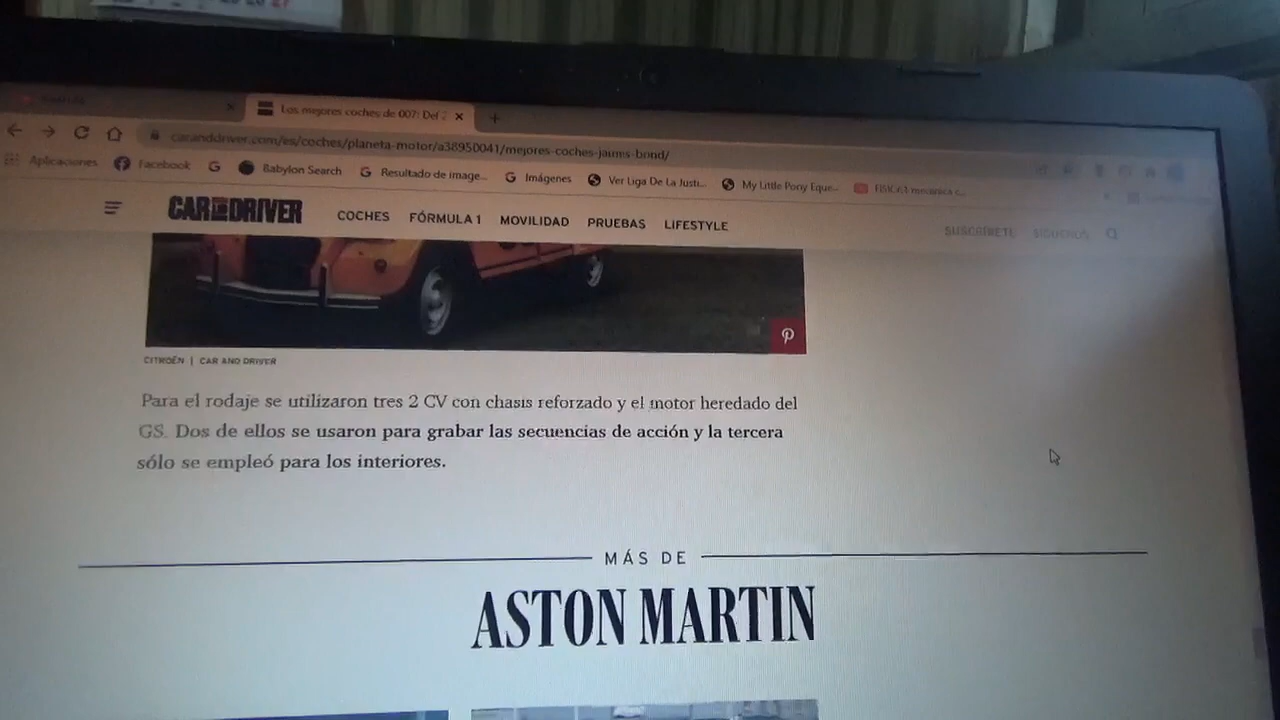 Los mejores coches de 007: Del
caranddriver.com/es/coches/planeta-motor/a38950041/mejores-coches-james-bond/
Aplicaciones Facebook Babylon Search Resultado de image... Imágenes Ver Liga De La Justi... My Little Pony Eque...
CAR AND DRIVER COCHES FÓRMULA 1 MOVILIDAD PRUEBAS LIFESTYLE SUSCRÍBETE SÍGUENOS
CITROËN | CAR AND DRIVER
Para el rodaje se utilizaron tres 2 CV con chasis reforzado y el motor heredado del
GS. Dos de ellos se usaron para grabar las secuencias de acción y la tercera
sólo se empleó para los interiores.
MÁS DE
ASTON MARTIN